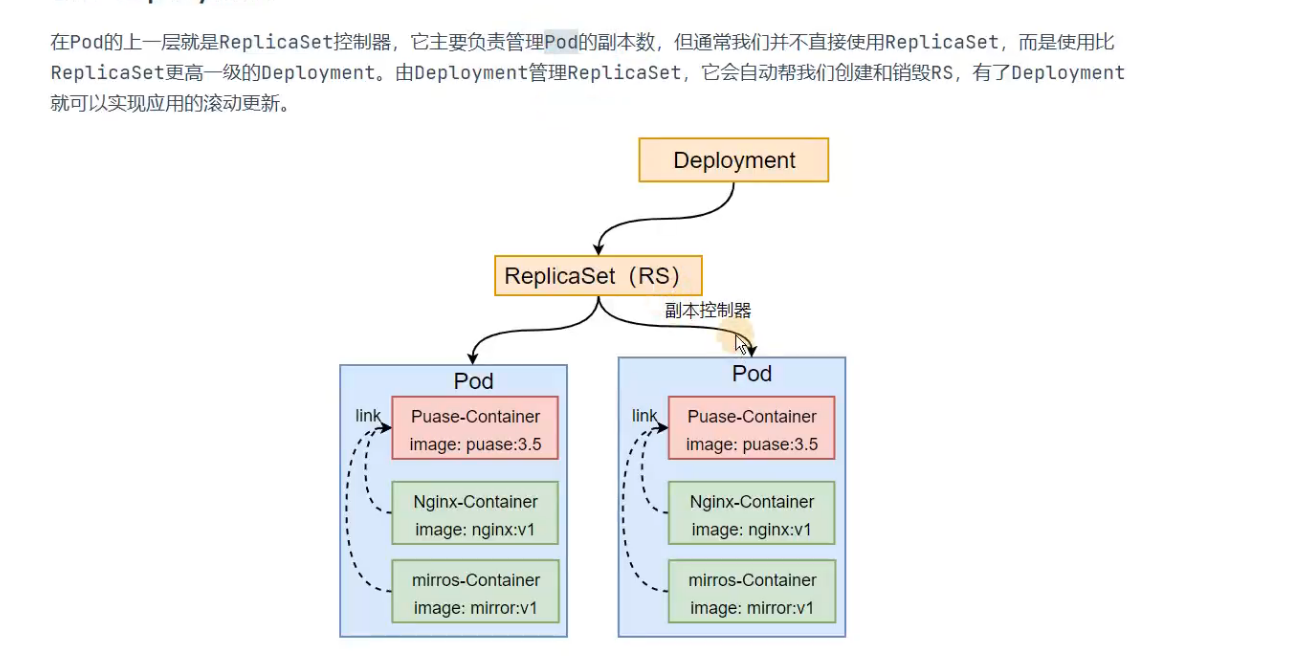 在Pod的上一层就是ReplicaSet控制器，它主要负责管理Pod的副本数，但通常我们并不直接使用ReplicaSet，而是使用比
ReplicaSet更高一级的Deployment。由Deployment管理ReplicaSet，它会自动帮我们创建和销毁RS，有了Deployment
就可以实现应用的滚动更新。
Deployment
ReplicaSet（RS）
副本控制器
Pod
link
Puase-Container
image: puase:3.5
Nginx-Container
image: nginx:v1
mirros-Container
image: mirror:v1
Pod
link
Puase-Container
image: puase:3.5
Nginx-Container
image: nginx:v1
mirros-Container
image: mirror:v1